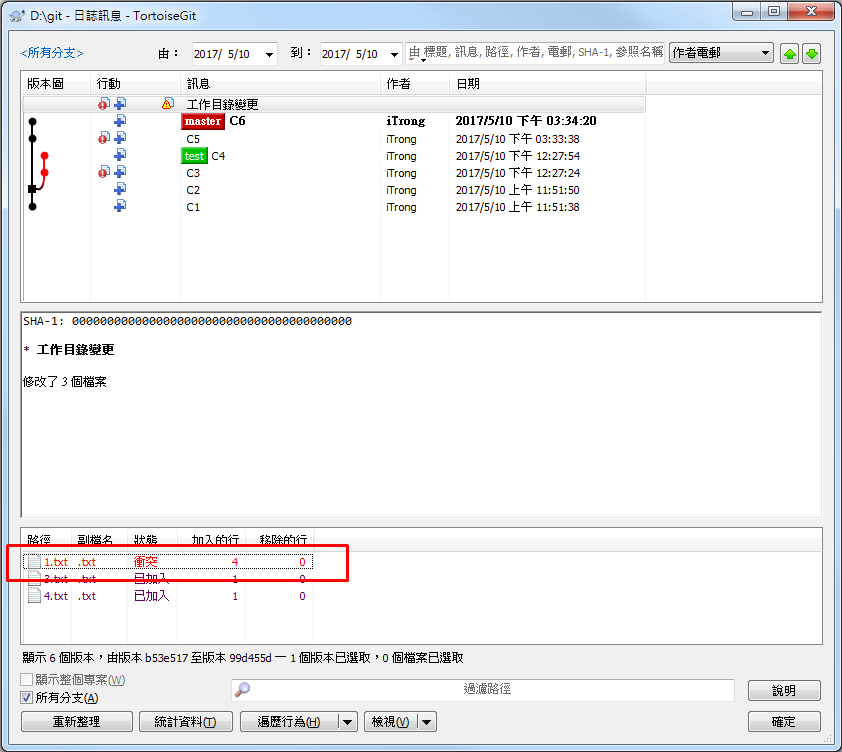 D:\git - 日誌訊息 - TortoiseGit
<所有分支> 由： 2017/ 5/10 到： 2017/ 5/10 由 標題, 訊息, 路徑, 作者, 電郵, SHA-1, 參照名稱 作者電郵
版本圖 行動 訊息 作者 日期
工作目錄變更
master C6 iTrong 2017/5/10 下午 03:34:20
C5 iTrong 2017/5/10 下午 03:33:38
test C4 iTrong 2017/5/10 下午 12:27:54
C3 iTrong 2017/5/10 下午 12:27:24
C2 iTrong 2017/5/10 上午 11:51:50
C1 iTrong 2017/5/10 上午 11:51:38
SHA-1: 0000000000000000000000000000000000000000
* 工作目錄變更
修改了 3 個檔案
路徑 副檔名 狀態 加入的行 移除的行
1.txt .txt 衝突 4 0
3.txt .txt 已加入 1 0
4.txt .txt 已加入 1 0
顯示 6 個版本，由版本 b53e517 至版本 99d455d — 1 個版本已選取，0 個檔案已選取
顯示整個專案(W)
過濾路徑 說明
所有分支(A)
重新整理 統計資料(T) 遍歷行為(H) 檢視(V) 確定